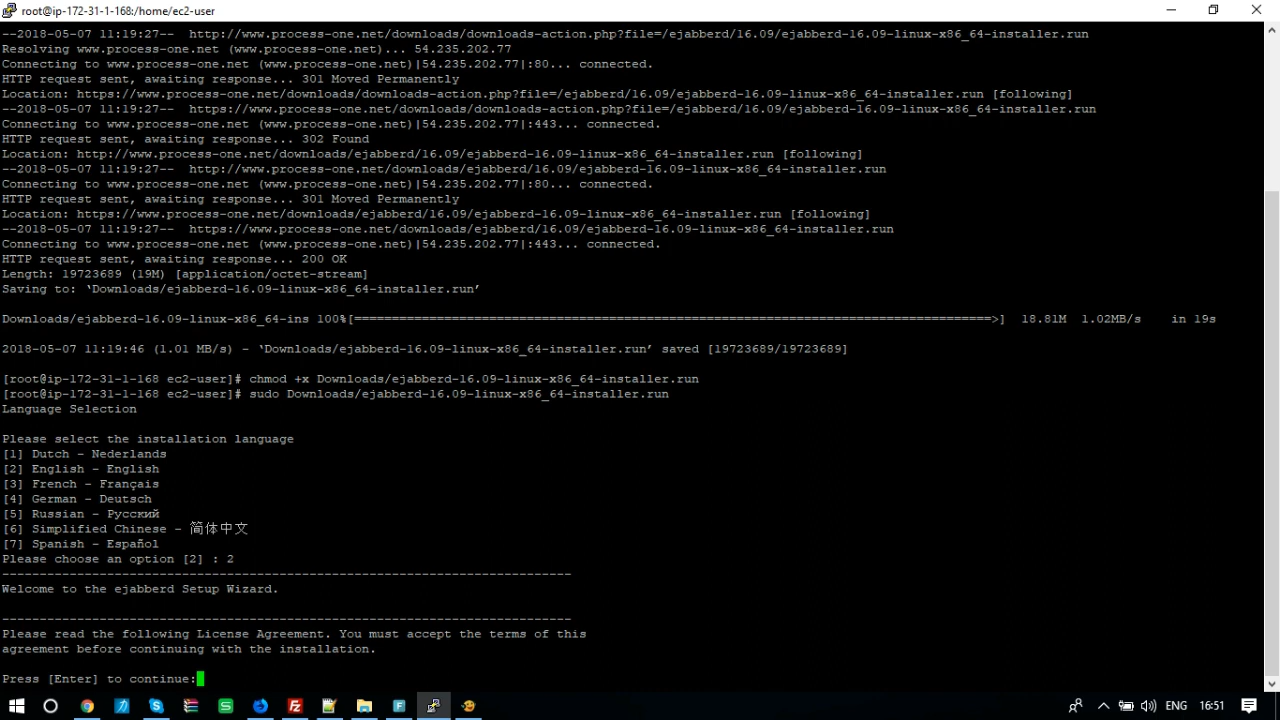 root@ip-172-31-1-168:/home/ec2-user
--2018-05-07 11:19:27--  http://www.process-one.net/downloads/downloads-action.php?file=/ejabberd/16.09/ejabberd-16.09-linux-x86_64-installer.run
Resolving www.process-one.net (www.process-one.net)... 54.235.202.77
Connecting to www.process-one.net (www.process-one.net)|54.235.202.77|:80... connected.
HTTP request sent, awaiting response... 301 Moved Permanently
Location: https://www.process-one.net/downloads/downloads-action.php?file=/ejabberd/16.09/ejabberd-16.09-linux-x86_64-installer.run [following]
--2018-05-07 11:19:27--  https://www.process-one.net/downloads/downloads-action.php?file=/ejabberd/16.09/ejabberd-16.09-linux-x86_64-installer.run
Connecting to www.process-one.net (www.process-one.net)|54.235.202.77|:443... connected.
HTTP request sent, awaiting response... 302 Found
Location: http://www.process-one.net/downloads/ejabberd/16.09/ejabberd-16.09-linux-x86_64-installer.run [following]
--2018-05-07 11:19:27--  http://www.process-one.net/downloads/ejabberd/16.09/ejabberd-16.09-linux-x86_64-installer.run
Connecting to www.process-one.net (www.process-one.net)|54.235.202.77|:80... connected.
HTTP request sent, awaiting response... 301 Moved Permanently
Location: https://www.process-one.net/downloads/ejabberd/16.09/ejabberd-16.09-linux-x86_64-installer.run [following]
--2018-05-07 11:19:27--  https://www.process-one.net/downloads/ejabberd/16.09/ejabberd-16.09-linux-x86_64-installer.run
Connecting to www.process-one.net (www.process-one.net)|54.235.202.77|:443... connected.
HTTP request sent, awaiting response... 200 OK
Length: 19723689 (19M) [application/octet-stream]
Saving to: ‘Downloads/ejabberd-16.09-linux-x86_64-installer.run’
Downloads/ejabberd-16.09-linux-x86_64-ins 100%[=====================================================================================>]  18.81M  1.02MB/s    in 19s
2018-05-07 11:19:46 (1.01 MB/s) - ‘Downloads/ejabberd-16.09-linux-x86_64-installer.run’ saved [19723689/19723689]
[root@ip-172-31-1-168 ec2-user]# chmod +x Downloads/ejabberd-16.09-linux-x86_64-installer.run
[root@ip-172-31-1-168 ec2-user]# sudo Downloads/ejabberd-16.09-linux-x86_64-installer.run
Language Selection
Please select the installation language
[1] Dutch - Nederlands
[2] English - English
[3] French - Français
[4] German - Deutsch
[5] Russian - Русский
[6] Simplified Chinese - 简体中文
[7] Spanish - Español
Please choose an option [2] : 2
----------------------------------------------------------------------------
Welcome to the ejabberd Setup Wizard.
----------------------------------------------------------------------------
Please read the following License Agreement. You must accept the terms of this
agreement before continuing with the installation.
Press [Enter] to continue:
ENG 16:51